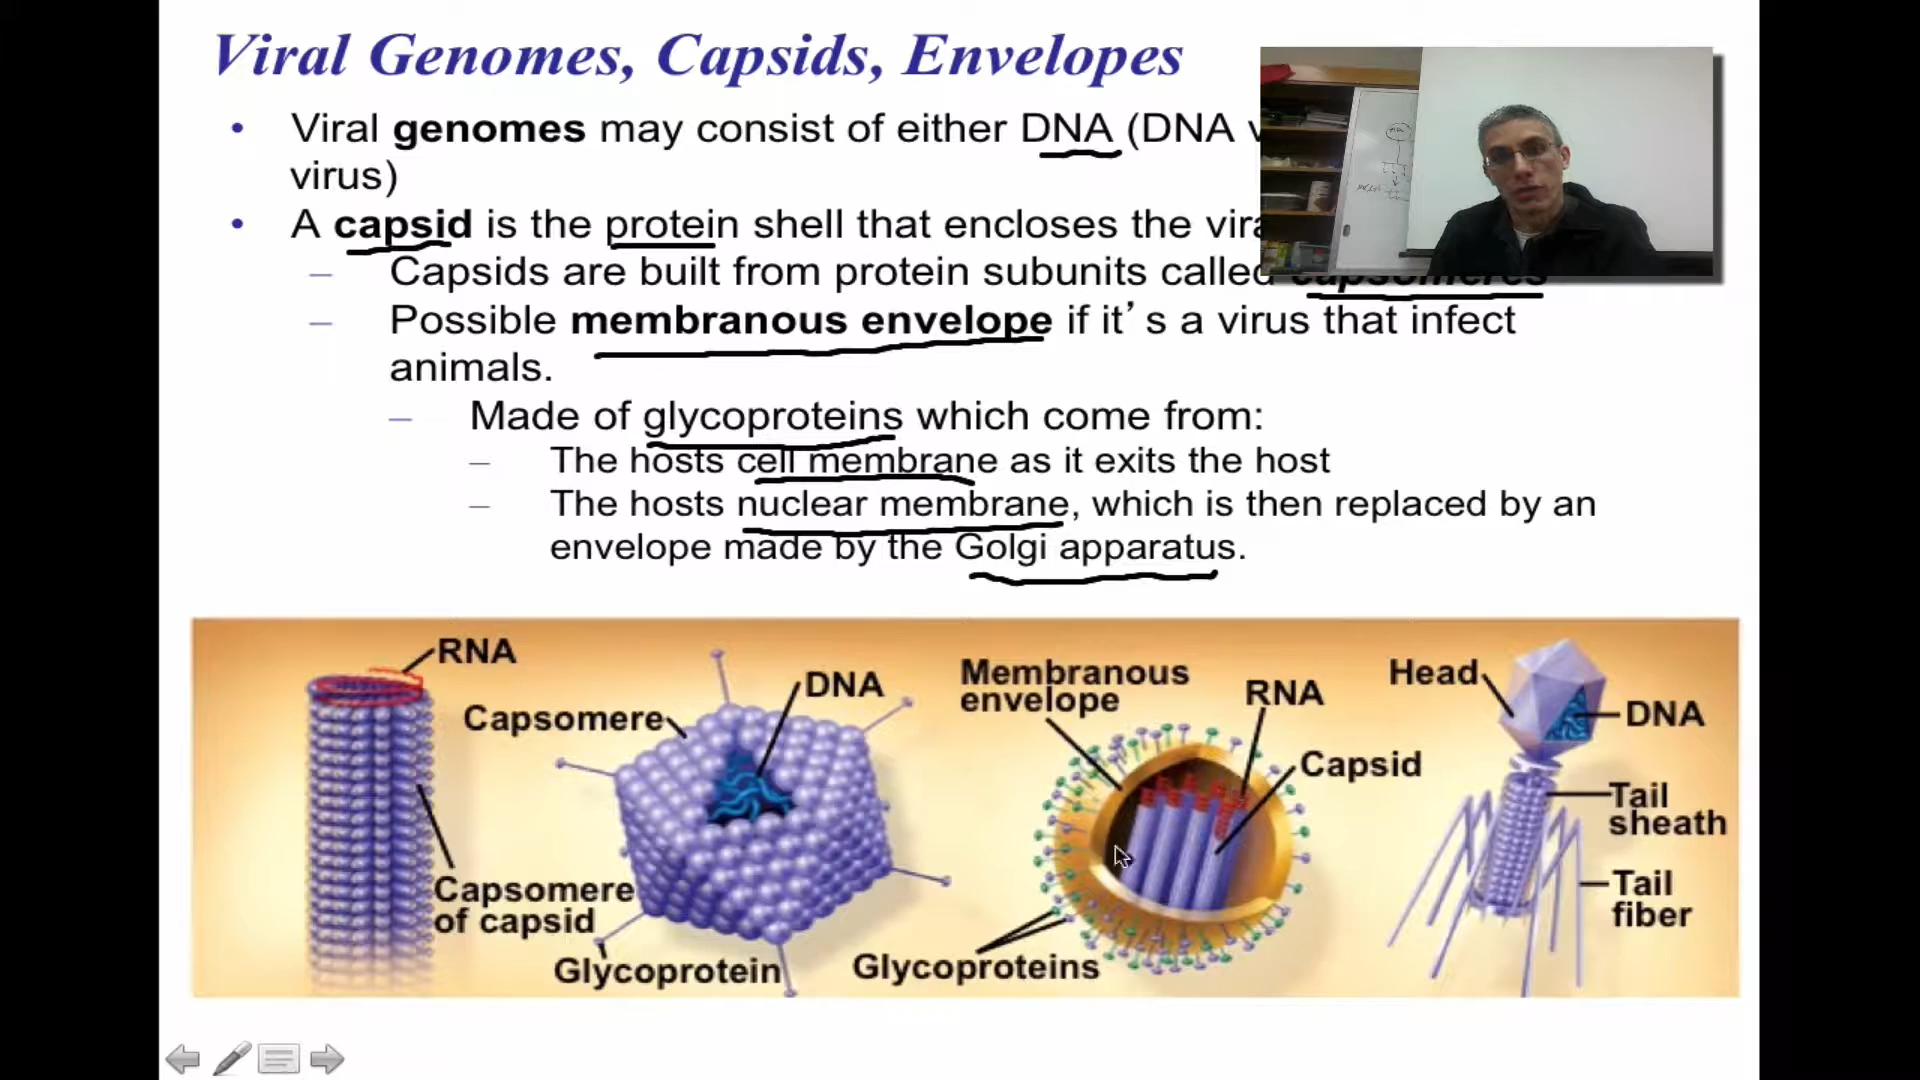 Viral Genomes, Capsids, Envelopes
• Viral genomes may consist of either DNA (DNA
virus)
• A capsid is the protein shell that encloses the
– Capsids are built from protein subunits called capsomeres
– Possible membranous envelope if it's a virus that infect
animals.
– Made of glycoproteins which come from:
– The hosts cell membrane as it exits the host
– The hosts nuclear membrane, which is then replaced by an
envelope made by the Golgi apparatus.
RNA
Capsomere
of capsid
Capsomere
DNA
Glycoprotein
Membranous
envelope
RNA
Capsid
Glycoproteins
Head
DNA
Tail
sheath
Tail
fiber